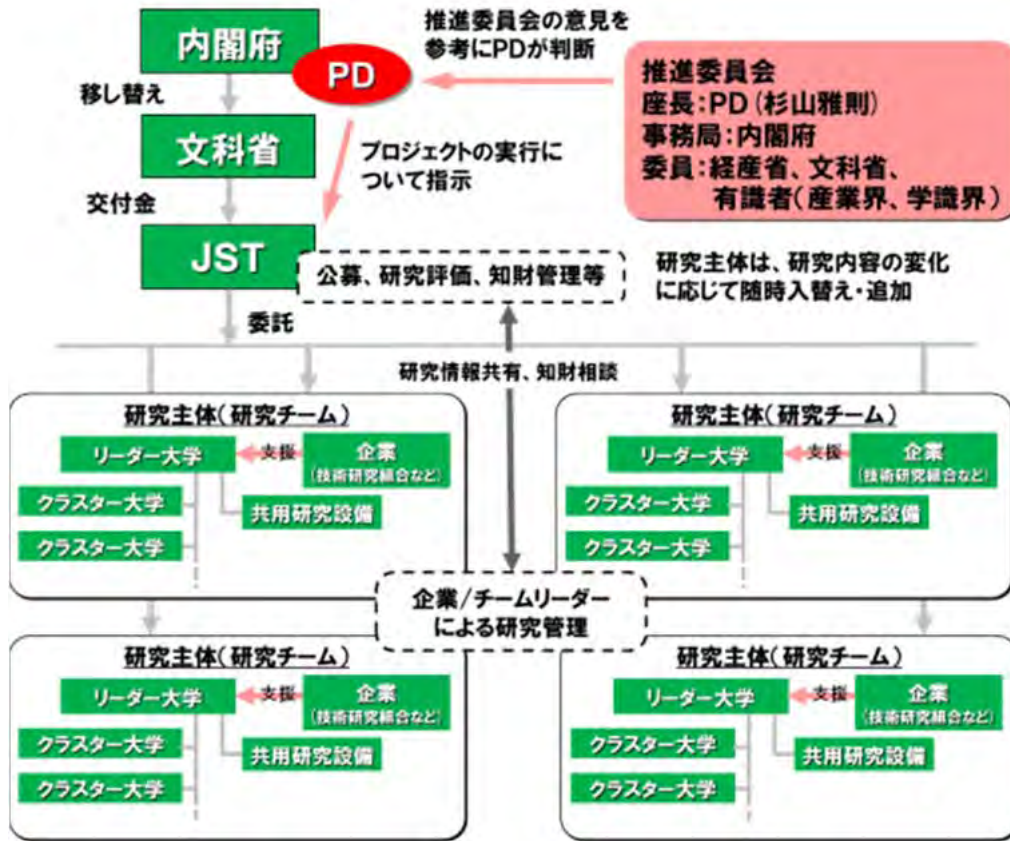 内閣府
PD
推進委員会の意見を
参考にPDが判断
移し替え
推進委員会
座長:PD(杉山雅則)
事務局:内閣府
委員:経産省、文科省、
有識者(産業界、学識界)
文科省
プロジェクトの実行に
ついて指示
交付金
JST
公募、研究評価、知財管理等
研究主体は、研究内容の変化
に応じて随時入替え・追加
委託
研究情報共有、知財相談
研究主体(研究チーム)
リーダー大学
支援
企業
(技術研究組合など)
クラスター大学
共用研究設備
クラスター大学
研究主体(研究チーム)
リーダー大学
支援
企業
(技術研究組合など)
クラスター大学
共用研究設備
クラスター大学
企業/チームリーダー
による研究管理
研究主体(研究チーム)
リーダー大学
支援
企業
(技術研究組合など)
クラスター大学
共用研究設備
クラスター大学
研究主体(研究チーム)
リーダー大学
支援
企業
(技術研究組合など)
クラスター大学
共用研究設備
クラスター大学